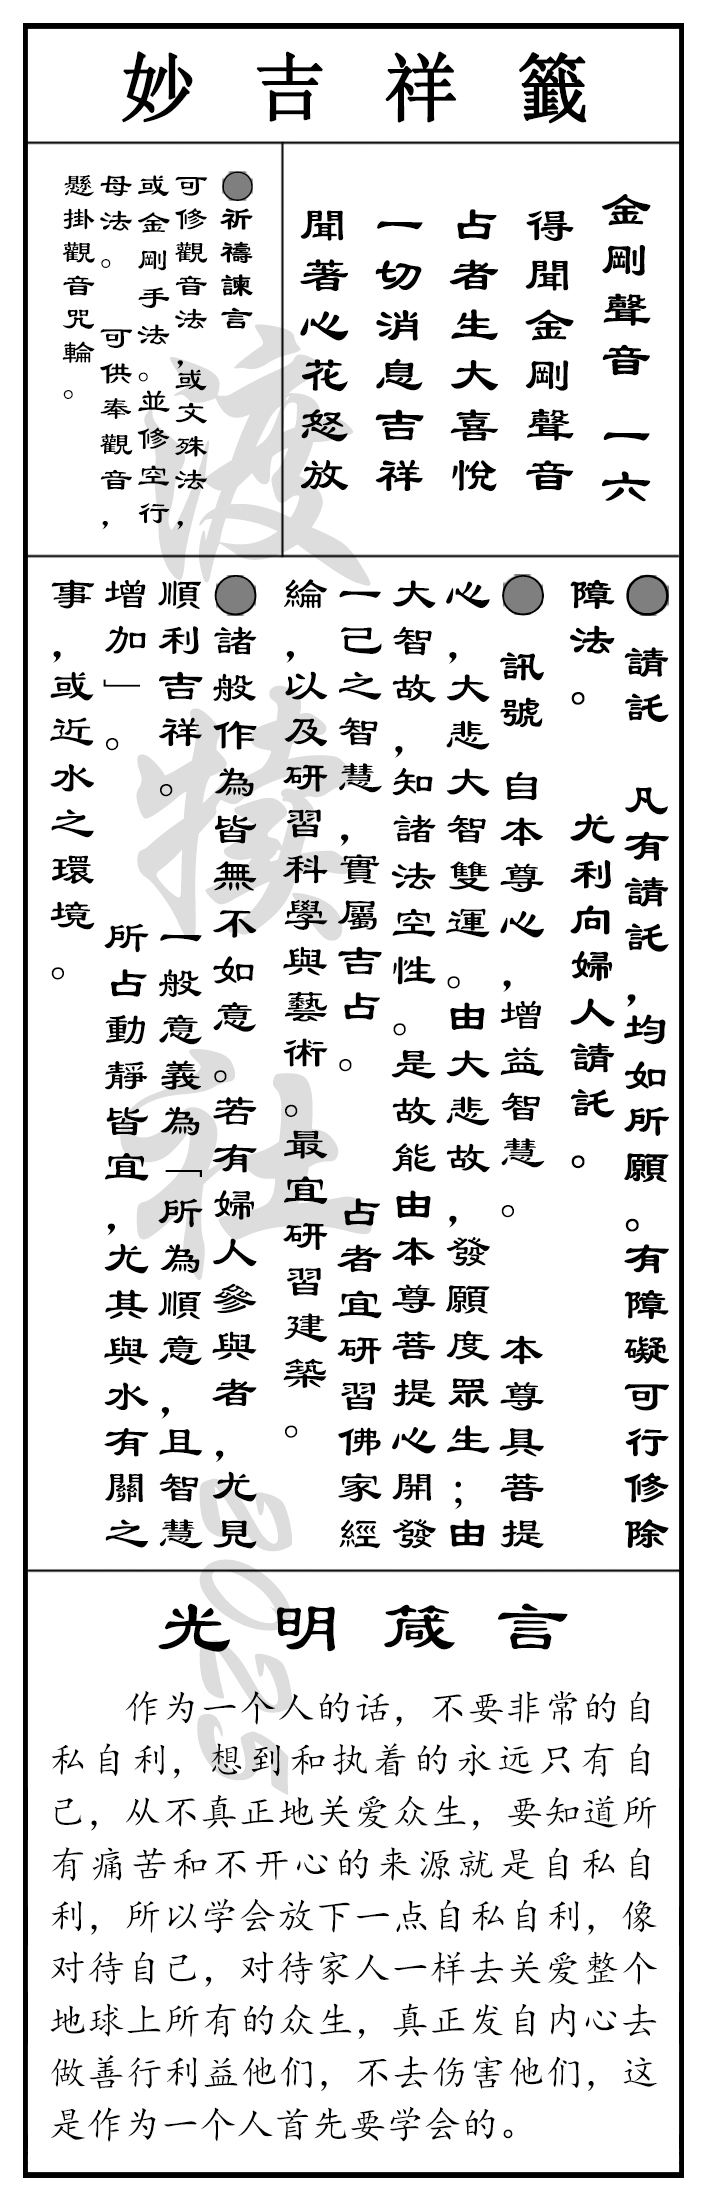 妙吉祥籤
金剛聲音 一六
得聞金剛聲音
占者生大喜悅
一切消息吉祥
聞著心花怒放
●祈禱諫言
可修觀音法,或文殊法,
或金剛手法。並修空行
母法。 可供奉觀音,
懸掛觀音咒輪。
● 請託 凡有請託,均如所願。有障礙可行修除
障法。 尤利向婦人請託。
● 訊號 自本尊心,增益智慧。 本尊具菩提
心,大悲大智雙運。由大悲故,發願度眾生;由
大智故,知諸法空性。是故能由本尊菩提心開發
一己之智慧,實屬吉占。 占者宜研習佛家經
綸,以及研習科學與藝術。最宜研習建築。
●諸般作為皆無不如意。若有婦人參與者,尤見
順利吉祥。 一般意義為「所為順意,且智慧
增加」。 所占動靜皆宜,尤其與水有關之
事,或近水之環境。
光明箴言
作为一个人的话，不要非常的自
私自利，想到和执着的永远只有自
己，从不真正地关爱众生，要知道所
有痛苦和不开心的来源就是自私自
利，所以学会放下一点自私自利，像
对待自己，对待家人一样去关爱整个
地球上所有的众生，真正发自内心去
做善行利益他们，不去伤害他们，这
是作为一个人首先要学会的。
2025